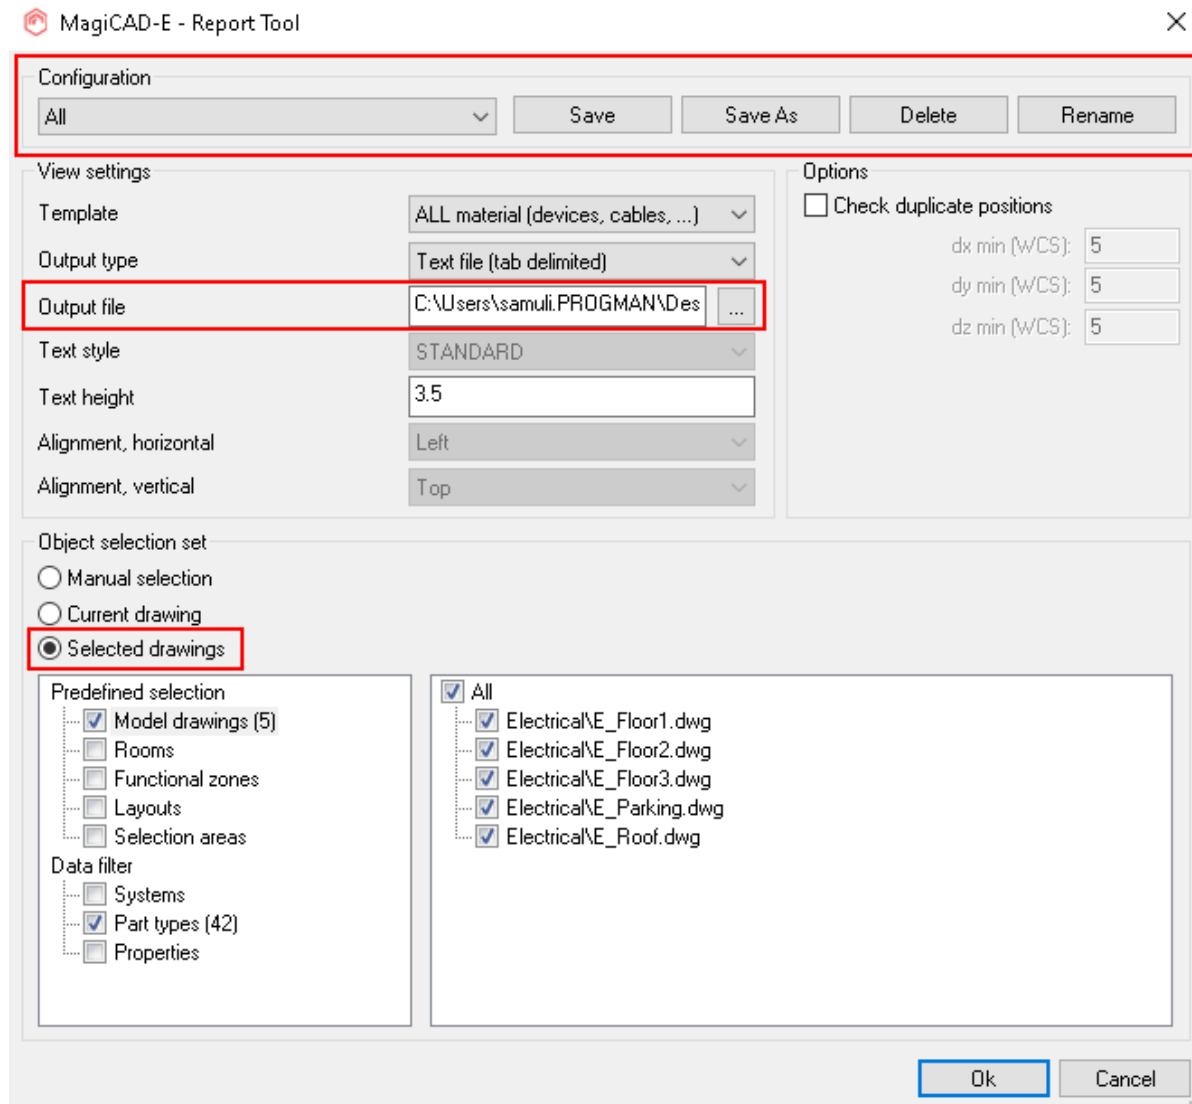 MagiCAD-E - Report Tool
Configuration
All
Save
Save As
Delete
Rename
View settings
Template
ALL material (devices, cables, ...)
Output type
Text file (tab delimited)
Output file
C:\Users\samuli.PROGMAN\Des
...
Text style
STANDARD
Text height
3.5
Alignment, horizontal
Left
Alignment, vertical
Top
Options
Check duplicate positions
dx min (WCS): 5
dy min (WCS): 5
dz min (WCS): 5
Object selection set
Manual selection
Current drawing
Selected drawings
Predefined selection
Model drawings (5)
Rooms
Functional zones
Layouts
Selection areas
Data filter
Systems
Part types (42)
Properties
All
Electrical\E_Floor1.dwg
Electrical\E_Floor2.dwg
Electrical\E_Floor3.dwg
Electrical\E_Parking.dwg
Electrical\E_Roof.dwg
Ok
Cancel